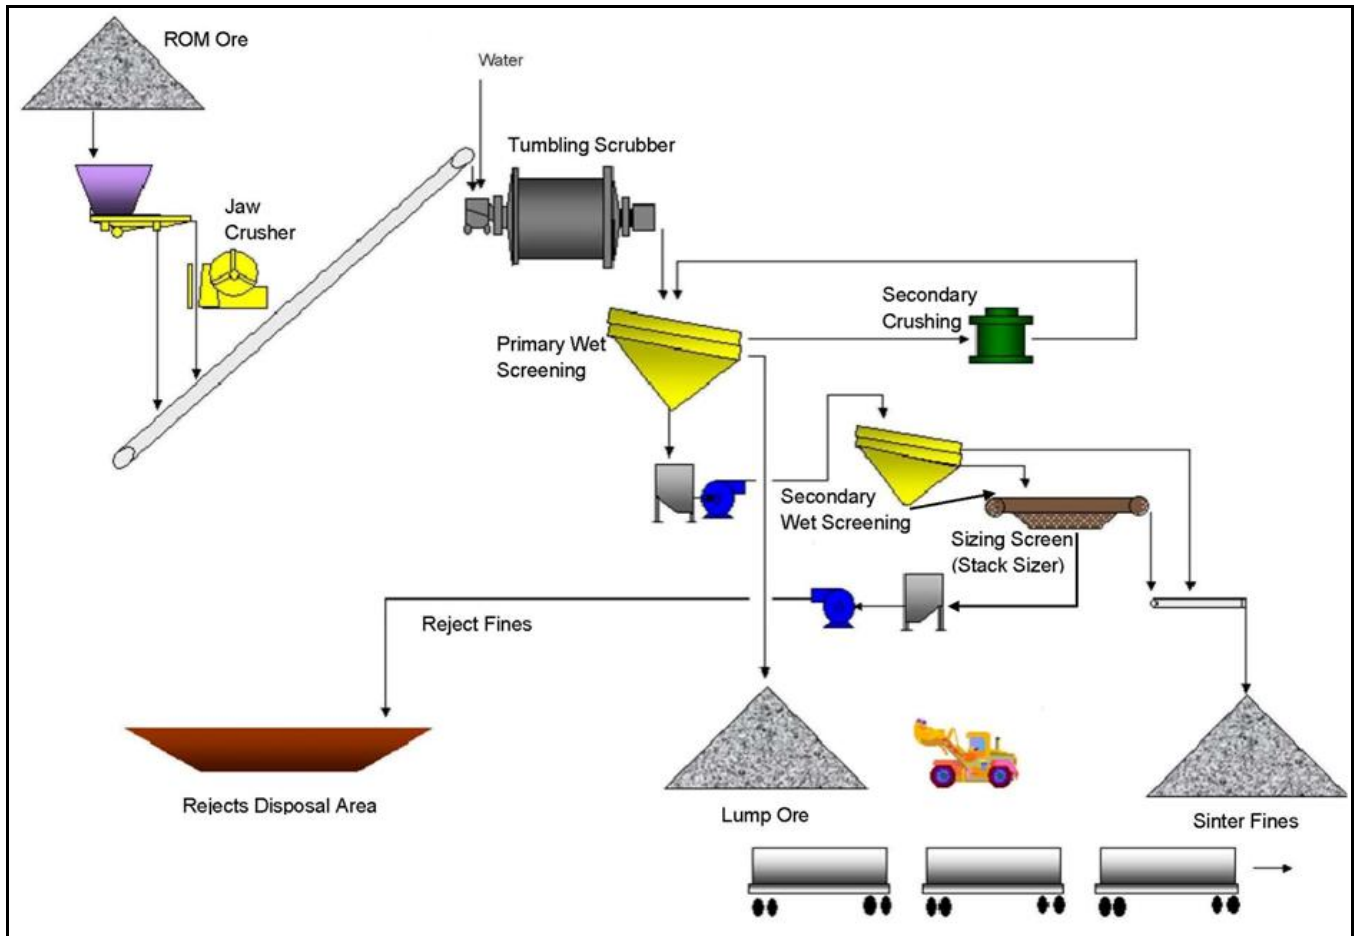 ROM Ore
Water
Tumbling Scrubber
Jaw
Crusher
Secondary
Crushing
Primary Wet
Screening
Secondary
Wet Screening
Sizing Screen
(Stack Sizer)
Reject Fines
Rejects Disposal Area
Lump Ore
Sinter Fines